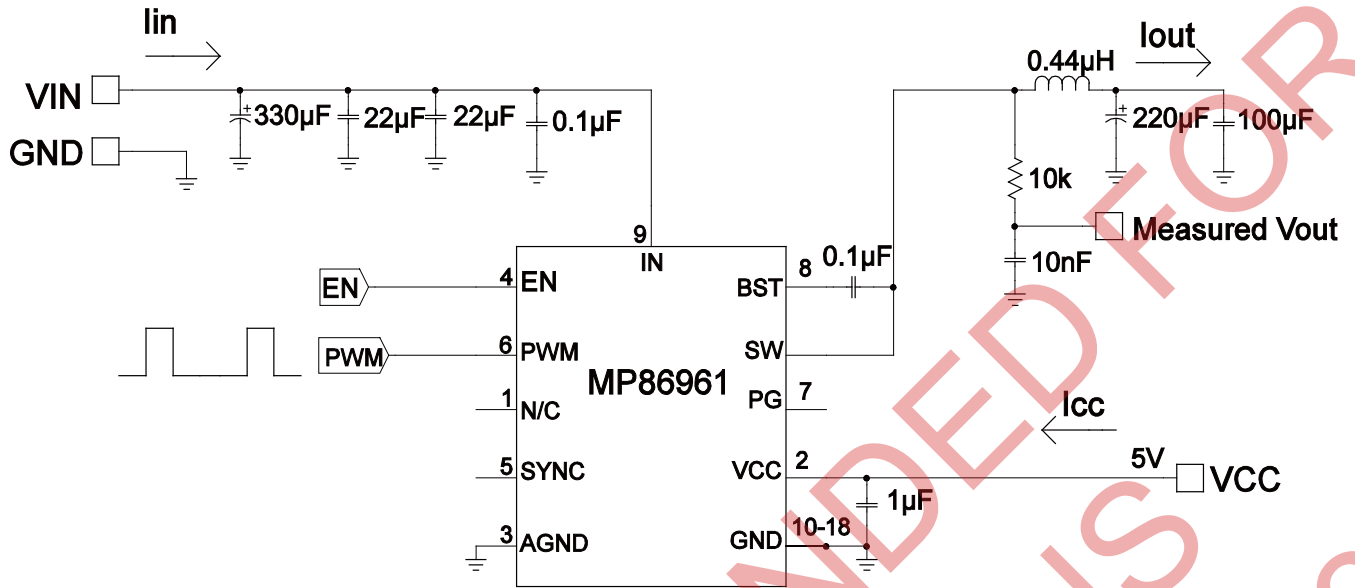 Iin
VIN
GND
330µF
22µF
22µF
0.1µF
0.44µH
Iout
220µF
100µF
10k
Measured Vout
10nF
9
IN
4
EN
EN
6
PWM
PWM
1
N/C
5
SYNC
3
AGND
MP86961
0.1µF
8
BST
SW
7
PG
Icc
2
VCC
5V
VCC
1µF
10-18
GND
+
+
NDED FOR